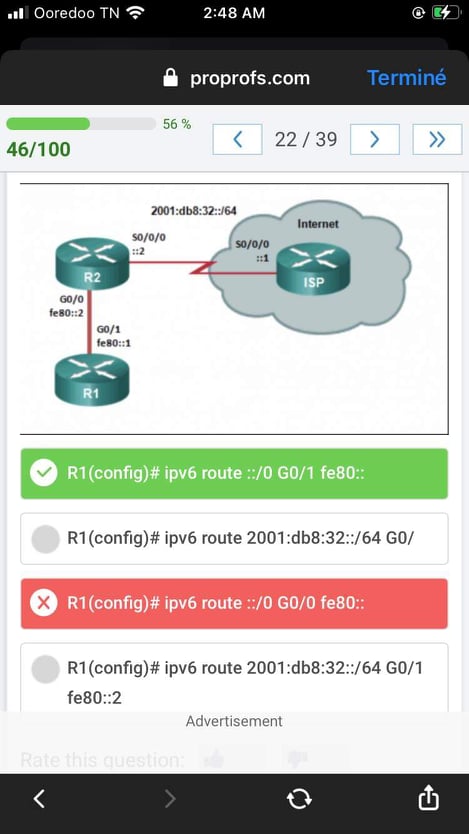 Ooredoo TN
2:48 AM
proprofs.com
Terminé
56 %
46/100
22 / 39
2001:db8:32::/64
Internet
S0/0/0
::2
S0/0/0
::1
R2
ISP
G0/0
fe80::2
G0/1
fe80::1
R1
R1(config)# ipv6 route ::/0 G0/1 fe80::
R1(config)# ipv6 route 2001:db8:32::/64 G0/
R1(config)# ipv6 route ::/0 G0/0 fe80::
R1(config)# ipv6 route 2001:db8:32::/64 G0/1
fe80::2
Advertisement
Rate this question: